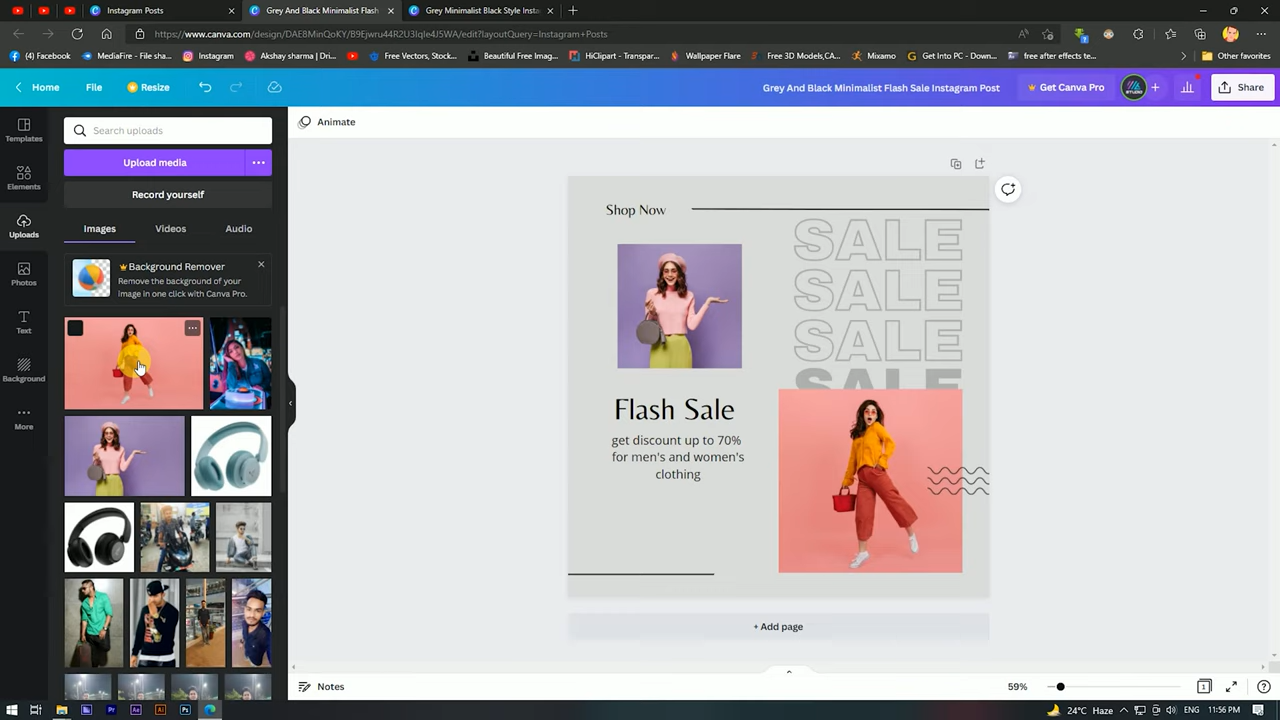 Instagram Posts
Grey And Black Minimalist Flash
Grey Minimalist Black Style Insta
https://www.canva.com/design/DAE8MinQoKY/B9Ejwru44R2U3lqIe4J5WA/edit?layoutQuery=Instagram+Posts
(4) Facebook
MediaFire - File sha...
Instagram
Akshay sharma | Dri...
Free Vectors, Stock...
Beautiful Free Imag...
HiClipart - Transpar...
Wallpaper Flare
Free 3D Models,CA...
Mixamo
Get Into PC - Down...
free after effects te...
Other favorites
Home
File
Resize
Grey And Black Minimalist Flash Sale Instagram Post
Get Canva Pro
Share
Templates
Elements
Uploads
Photos
Text
Background
More
Search uploads
Upload media
Record yourself
Images
Videos
Audio
Background Remover
Remove the background of your
image in one click with Canva Pro.
Animate
Shop Now
SALE
SALE
SALE
SALE
Flash Sale
get discount up to 70%
for men's and women's
clothing
+ Add page
Notes
59%
1
24°C Haze
ENG
11:56 PM